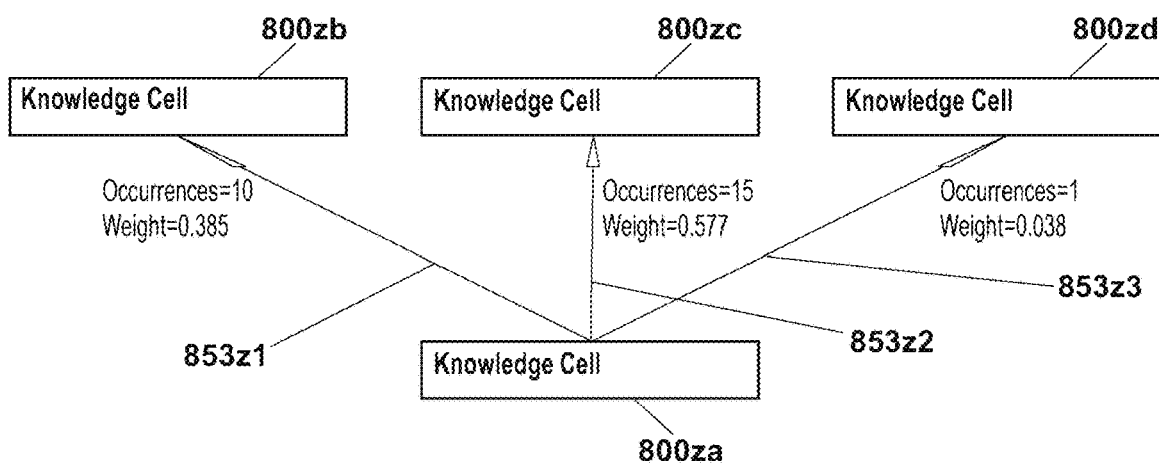 800zb
800zc
800zd
Knowledge Cell
Knowledge Cell
Knowledge Cell
Occurrences=10
Weight=0.385
Occurrences=15
Weight=0.577
Occurrences=1
Weight=0.038
853z1
853z2
853z3
Knowledge Cell
800za